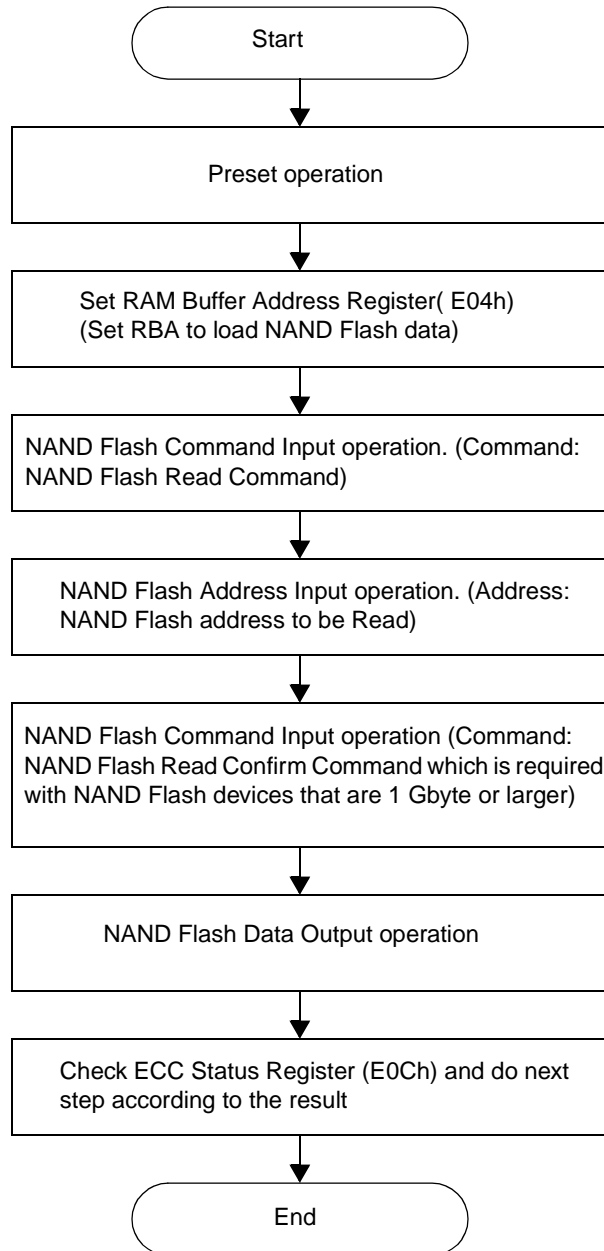 Start
Preset operation
Set RAM Buffer Address Register( E04h)
(Set RBA to load NAND Flash data)
NAND Flash Command Input operation. (Command:
NAND Flash Read Command)
NAND Flash Address Input operation. (Address:
NAND Flash address to be Read)
NAND Flash Command Input operation (Command:
NAND Flash Read Confirm Command which is required
with NAND Flash devices that are 1 Gbyte or larger)
NAND Flash Data Output operation
Check ECC Status Register (E0Ch) and do next
step according to the result
End